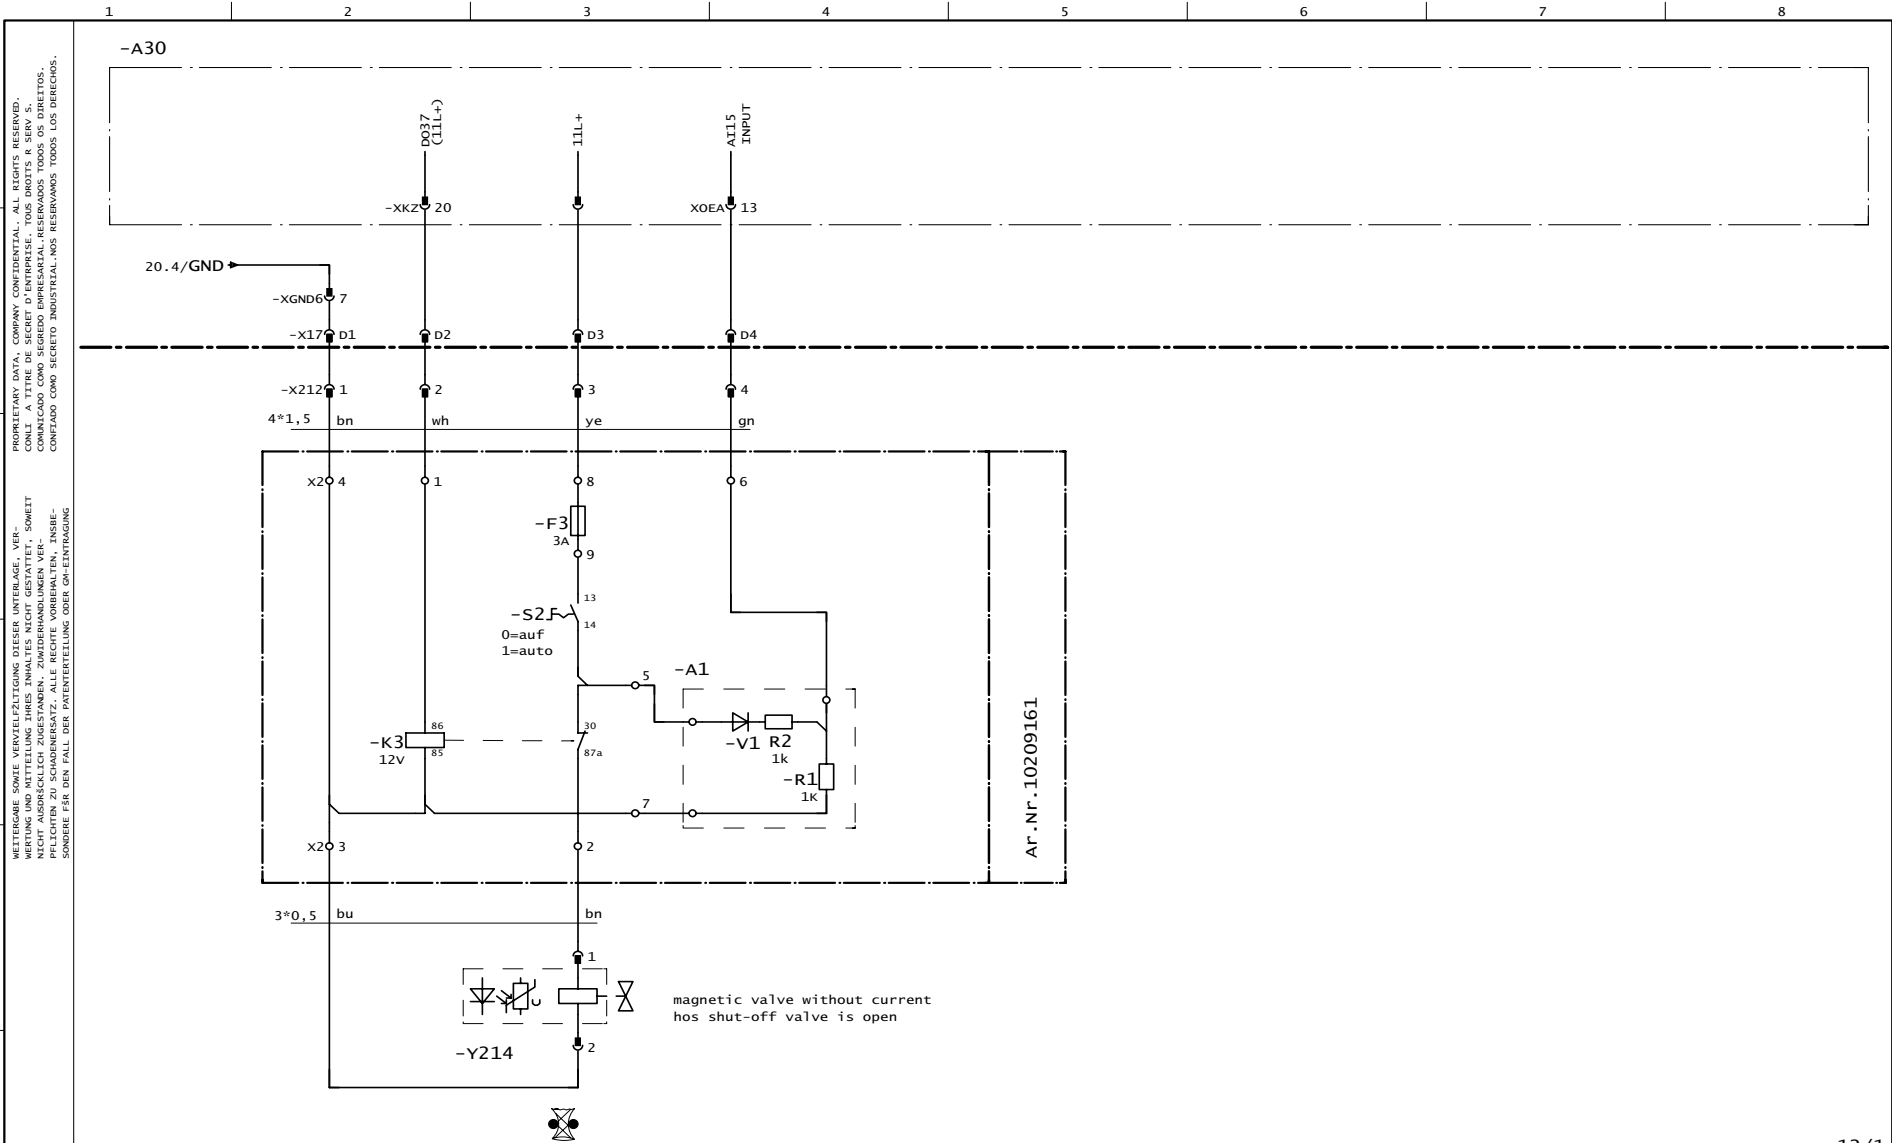 1 2 3 4 5 6 7 8
-A30
DO37
(11L+)
11L+
AI15
INPUT
-XKZ 20
XOEA 13
20.4/GND
-XGND6 7
-X17 D1 D2 D3 D4
-X212 1 2 3 4
4*1,5 bn wh ye gn
X2 4 1 8 6
-F3
3A
9
13
-S2
14
0=auf
1=auto
5
-A1
86
30
-K3
85
87a
12V
-V1 R2
1k
-R1
1K
7
X2 3 2
Ar.Nr.10209161
3*0,5 bu bn
1
magnetic valve without current
hos shut-off valve is open
U
-Y214
2
PROPRIETARY DATA, COMPANY CONFIDENTIAL. ALL RIGHTS RESERVED.
CONLI A TITRE DE SECRET D'ENTRPRISE. TOUS DROITS R SERV S.
COMUNICADO COMO SEGREDO EMPRESARIAL.RESERVADOS TODOS OS DIREITOS.
CONFIADO COMO SECRETO INDUSTRIAL.NOS RESERVAMOS TODOS LOS DERECHOS.
WEITERGABE SOWIE VERVIELFŽLTIGUNG DIESER UNTERLAGE, VER-
WERTUNG UND MITTEILUNG IHRES INHALTES NICHT GESTATTET, SOWEIT
NICHT AUSDRŠCKLICH ZUGESTANDEN. ZUWIDERHANDLUNGEN VER-
PFLICHTEN ZU SCHADENERSATZ. ALLE RECHTE VORBEHALTEN, INSBE-
SONDERE FŠR DEN FALL DER PATENTERTEILUNG ODER GM-EINTRAGUNG